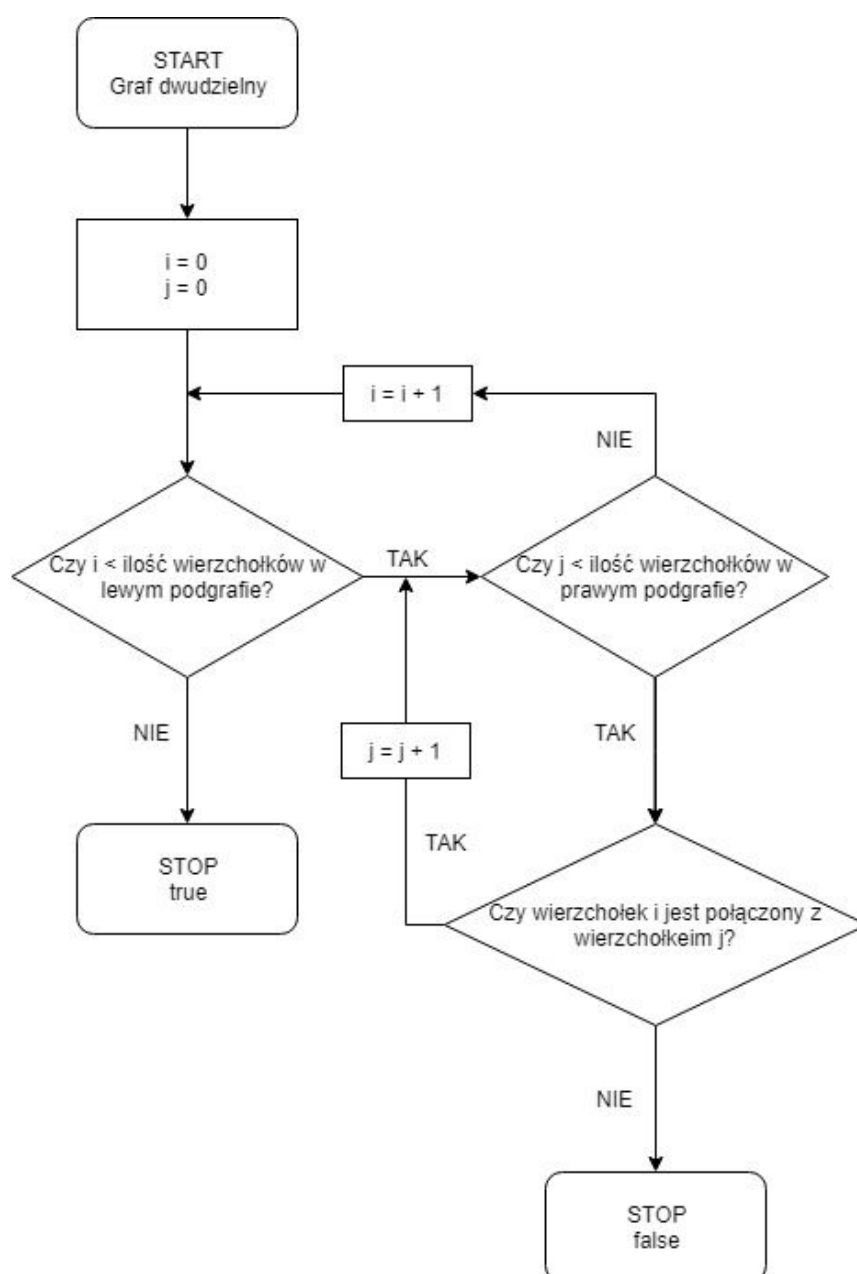 START
Graf dwudzielny
i = 0
j = 0
i = i + 1
NIE
Czy i < ilość wierzchołków w
lewym podgrafie?
TAK
Czy j < ilość wierzchołków w
prawym podgrafie?
NIE
j = j + 1
TAK
TAK
STOP
true
Czy wierzchołek i jest połączony z
wierzchołkeim j?
NIE
STOP
false